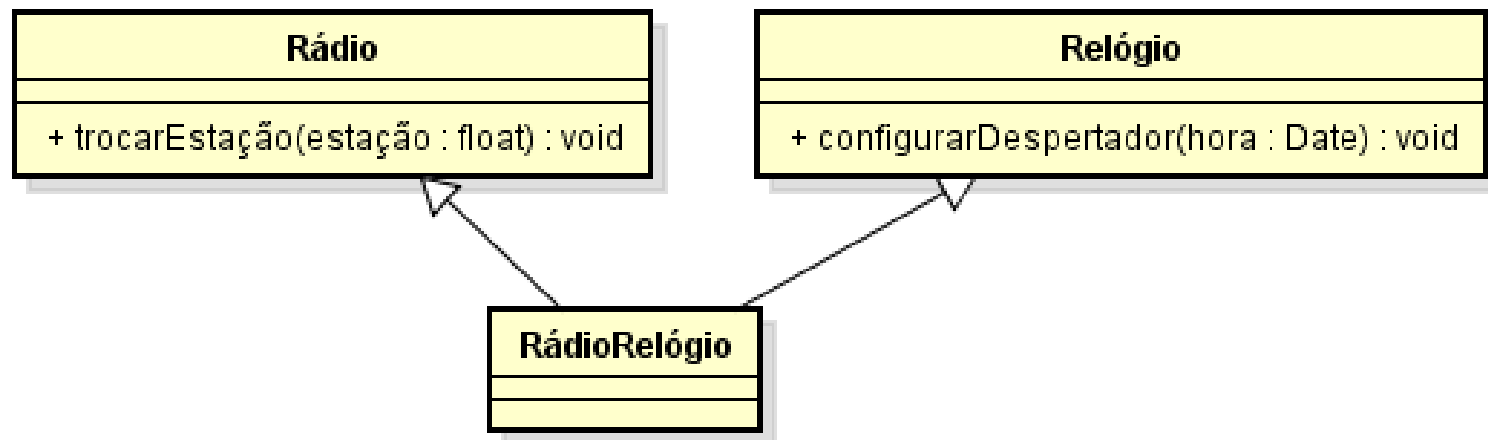 Rádio
+ trocarEstação(estação : float) : void
Relógio
+ configurarDespertador(hora : Date) : void
RádioRelógio